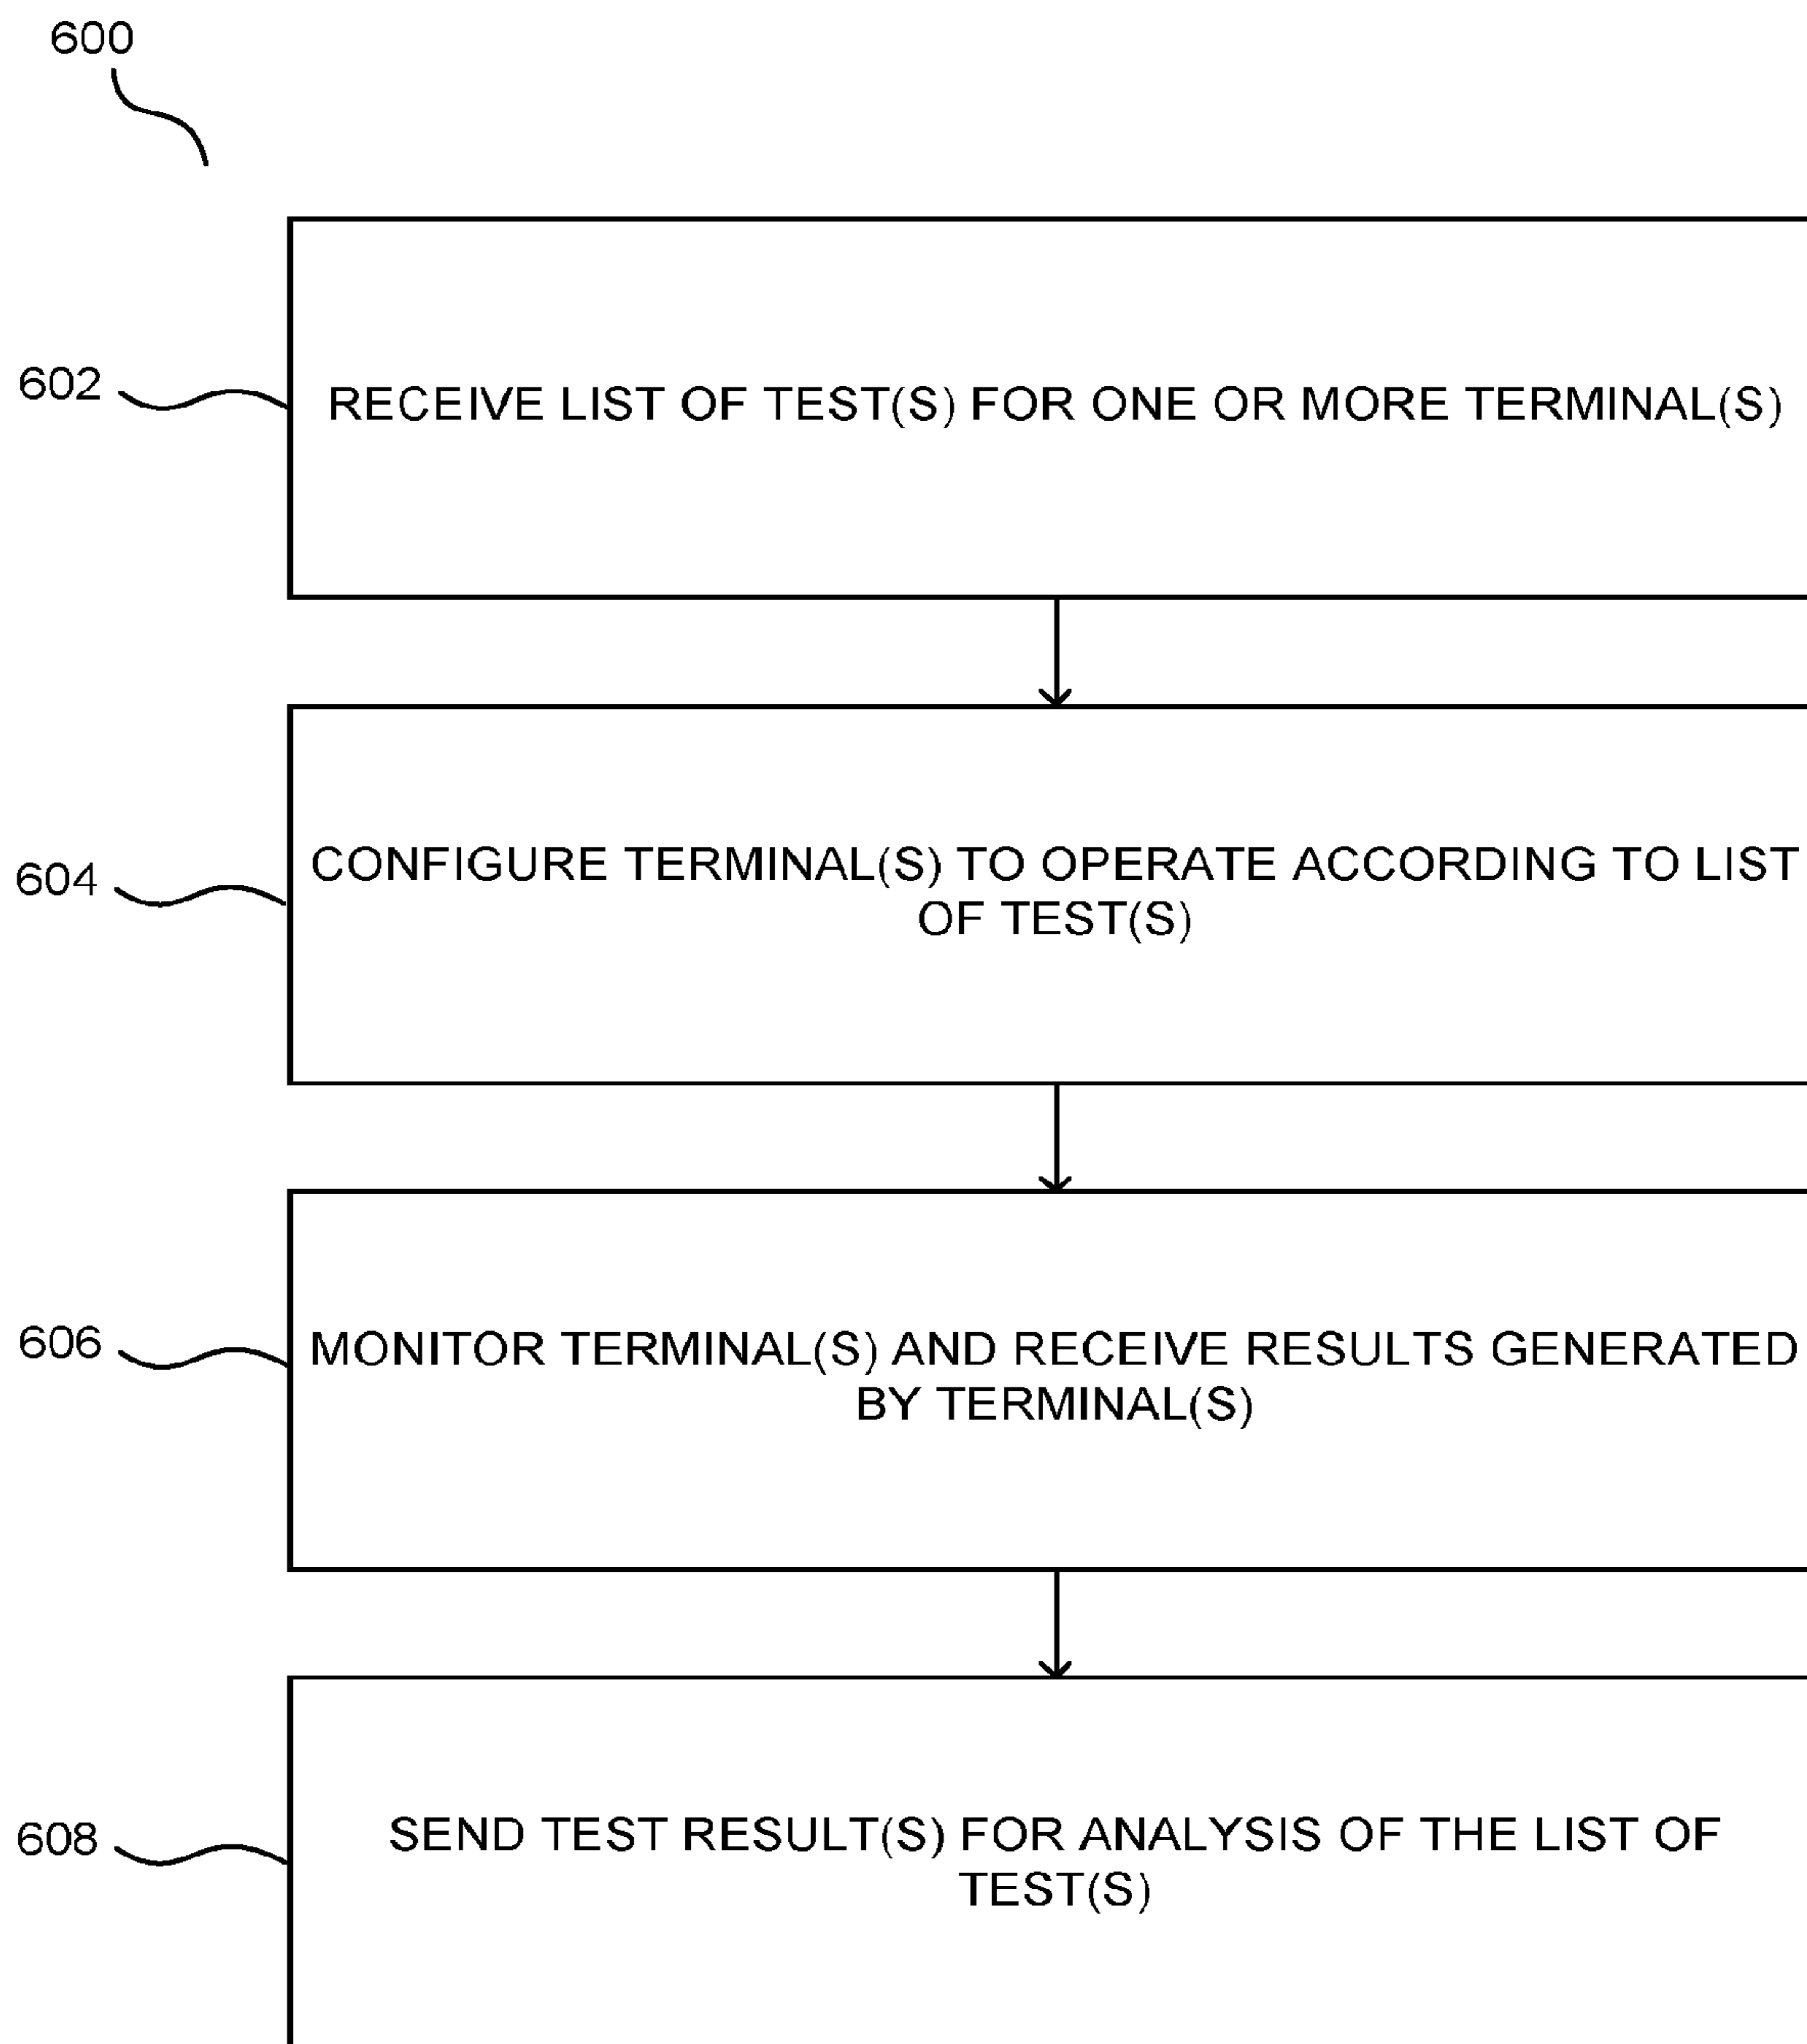 600
602
RECEIVE LIST OF TEST(S) FOR ONE OR MORE TERMINAL(S)
604
CONFIGURE TERMINAL(S) TO OPERATE ACCORDING TO LIST
OF TEST(S)
606
MONITOR TERMINAL(S) AND RECEIVE RESULTS GENERATED
BY TERMINAL(S)
608
SEND TEST RESULT(S) FOR ANALYSIS OF THE LIST OF
TEST(S)